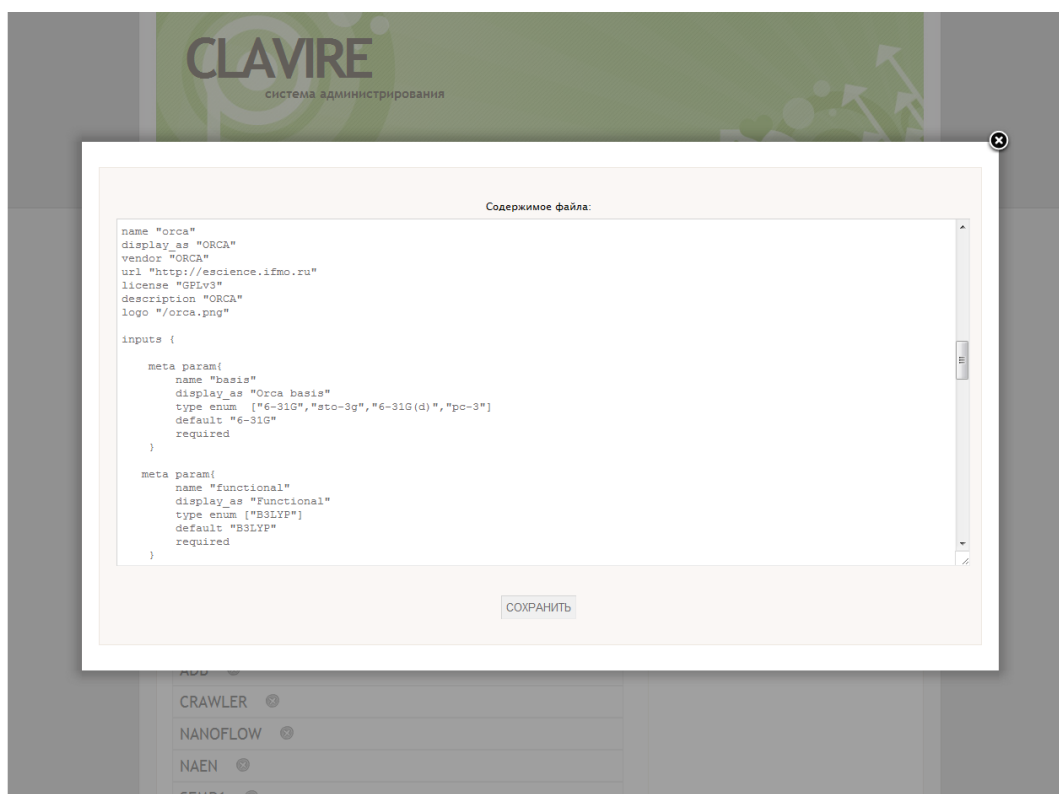 CLAVIRE
система администрирования
Содержимое файла:
name "orca"
display_as "ORCA"
vendor "ORCA"
url "http://escience.ifmo.ru"
license "GPLv3"
description "ORCA"
logo "/orca.png"
inputs {
meta param{
name "basis"
display_as "Orca basis"
type enum  ["6-31G","sto-3g","6-31G(d)","pc-3"]
default "6-31G"
required
}
meta param{
name "functional"
display_as "Functional"
type enum ["B3LYP"]
default "B3LYP"
required
}
СОХРАНИТЬ
CRAWLER
NANOFLOW
NAEN